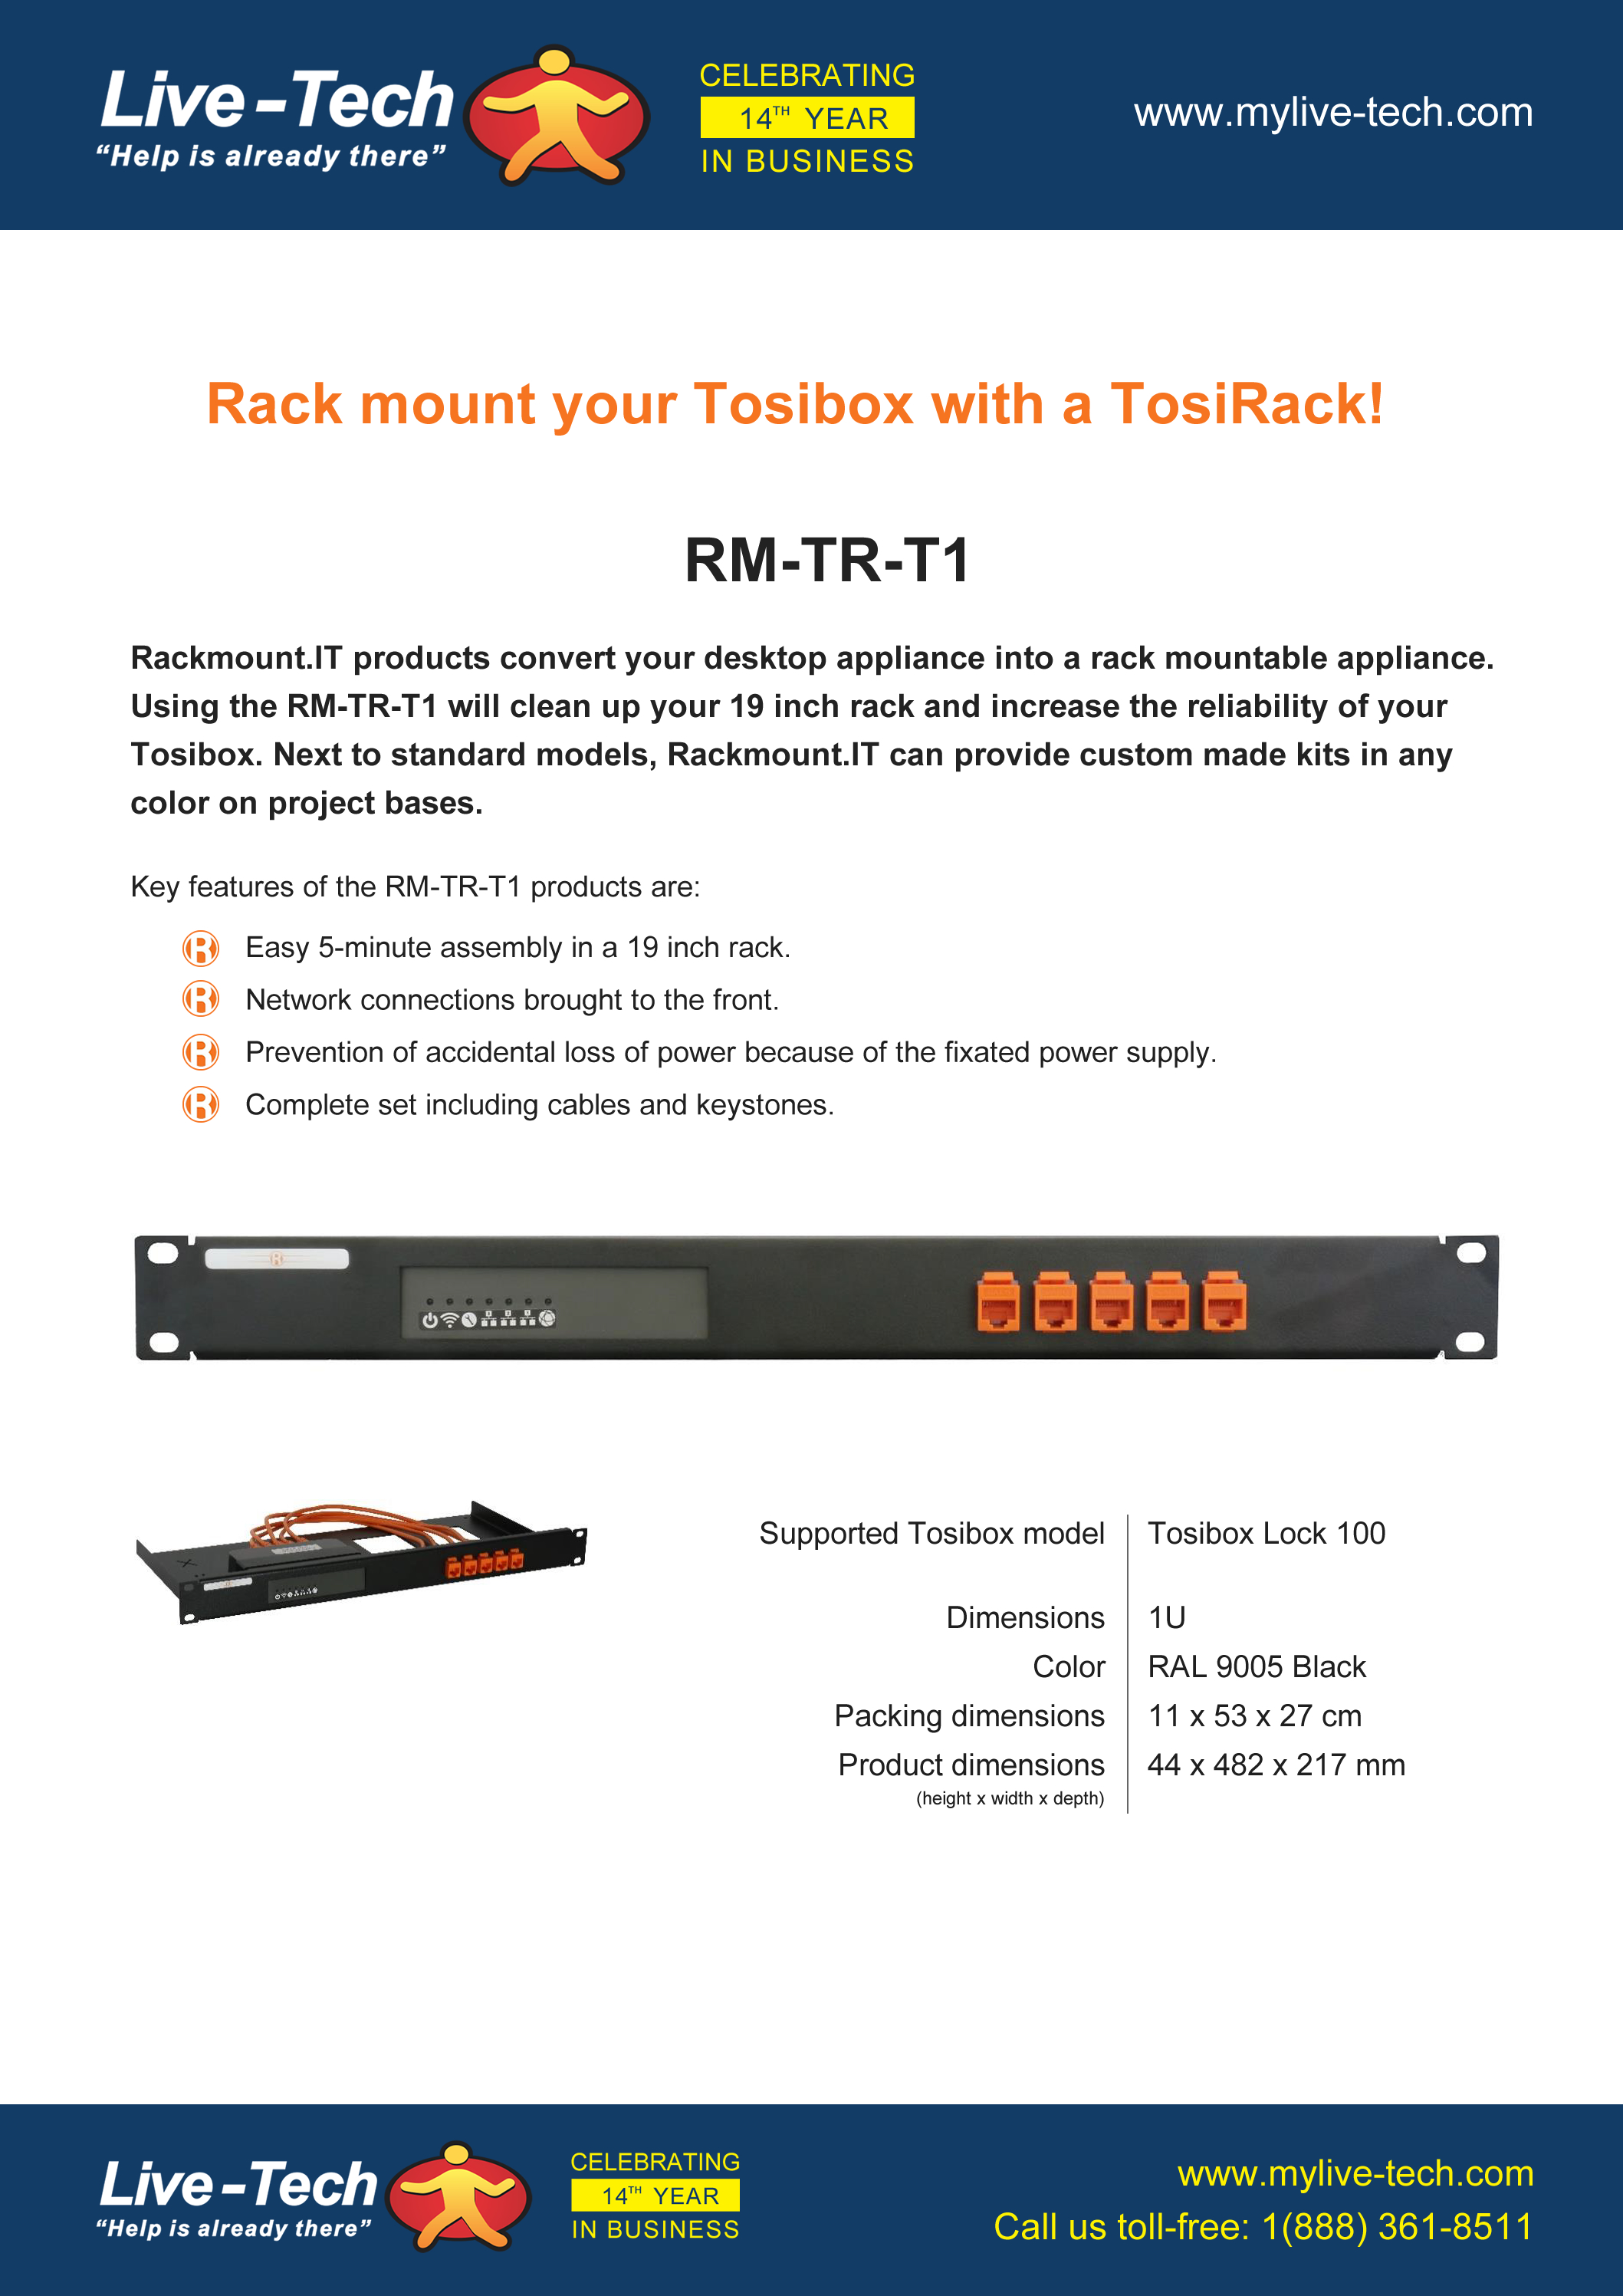 Live-Tech
“Help is already there”
CELEBRATING
14TH YEAR
IN BUSINESS
www.mylive-tech.com
Rack mount your Tosibox with a TosiRack!
RM-TR-T1
Rackmount.IT products convert your desktop appliance into a rack mountable appliance.
Using the RM-TR-T1 will clean up your 19 inch rack and increase the reliability of your
Tosibox. Next to standard models, Rackmount.IT can provide custom made kits in any
color on project bases.
Key features of the RM-TR-T1 products are:
Easy 5-minute assembly in a 19 inch rack.
Network connections brought to the front.
Prevention of accidental loss of power because of the fixated power supply.
Complete set including cables and keystones.
Supported Tosibox model Tosibox Lock 100
Dimensions 1U
Color RAL 9005 Black
Packing dimensions 11 x 53 x 27 cm
Product dimensions 44 x 482 x 217 mm
(height x width x depth)
Live-Tech
“Help is already there”
CELEBRATING
14TH YEAR
IN BUSINESS
www.mylive-tech.com
Call us toll-free: 1(888) 361-8511